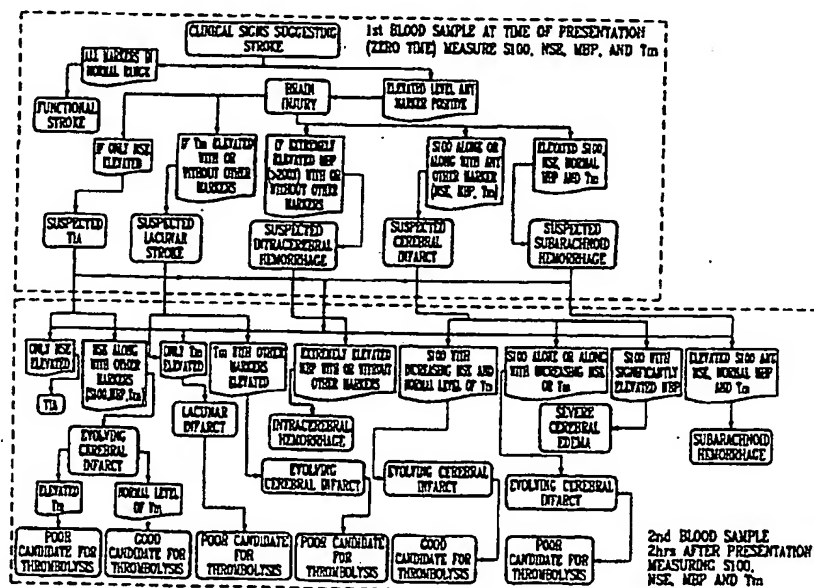 CLINICAL SIGNS SUGGESTING
STROKE
1st BLOOD SAMPLE AT TIME OF PRESENTATION
(ZERO TIME) MEASURE S100, NSE, MBP, AND Tm
ALL MARKERS IN
NORMAL RANGE
FUNCTIONAL
STROKE
BRAIN
INJURY
ELEVATED LEVEL ANY
MARKER POSITIVE
IF ONLY NSE
ELEVATED
IF Tm ELEVATED
WITH OR
WITHOUT OTHER
MARKERS
IF EXTREMELY
ELEVATED MBP
WITH OR
WITHOUT OTHER
MARKERS
S100 ALONE OR
ALONG WITH ANY
OTHER MARKER
(NSE, MBP, Tm)
ELEVATED S100
NSE, NORMAL
MBP AND Tm
SUSPECTED
TIA
SUSPECTED
LACUNAR
STROKE
SUSPECTED
INTRACEREBRAL
HEMORRHAGE
SUSPECTED
CEREBRAL
INFARCT
SUSPECTED
SUBARACHNOID
HEMORRHAGE
ONLY NSE
ELEVATED
NSE ALONG
WITH OTHER
MARKERS
(S100,MBP,Tm)
ONLY Tm
ELEVATED
Tm WITH OTHER
MARKERS
ELEVATED
EXTREMELY ELEVATED
MBP WITH OR WITHOUT
OTHER MARKERS
S100 WITH
INCREASING NSE AND
NORMAL LEVEL OF Tm
S100 ALONE OR ALONG
WITH INCREASING NSE
OR Tm
S100 WITH
SIGNIFICANTLY
ELEVATED MBP
ELEVATED S100 AND
NSE, NORMAL MBP
AND Tm
TIA
LACUNAR
INFARCT
INTRACEREBRAL
HEMORRHAGE
SEVERE
CEREBRAL
EDEMA
SUBARACHNOID
HEMORRHAGE
EVOLVING
CEREBRAL
INFARCT
EVOLVING
CEREBRAL INFARCT
EVOLVING CEREBRAL
INFARCT
EVOLVING CEREBRAL
INFARCT
ELEVATED
Tm
NORMAL LEVEL
OF Tm
POOR
CANDIDATE FOR
THROMBOLYSIS
GOOD
CANDIDATE FOR
THROMBOLYSIS
POOR CANDIDATE
FOR
THROMBOLYSIS
POOR CANDIDATE
FOR
THROMBOLYSIS
GOOD
CANDIDATE FOR
THROMBOLYSIS
POOR
CANDIDATE FOR
THROMBOLYSIS
2nd BLOOD SAMPLE
2hrs AFTER PRESENTATION
MEASURING S100,
NSE, MBP AND Tm